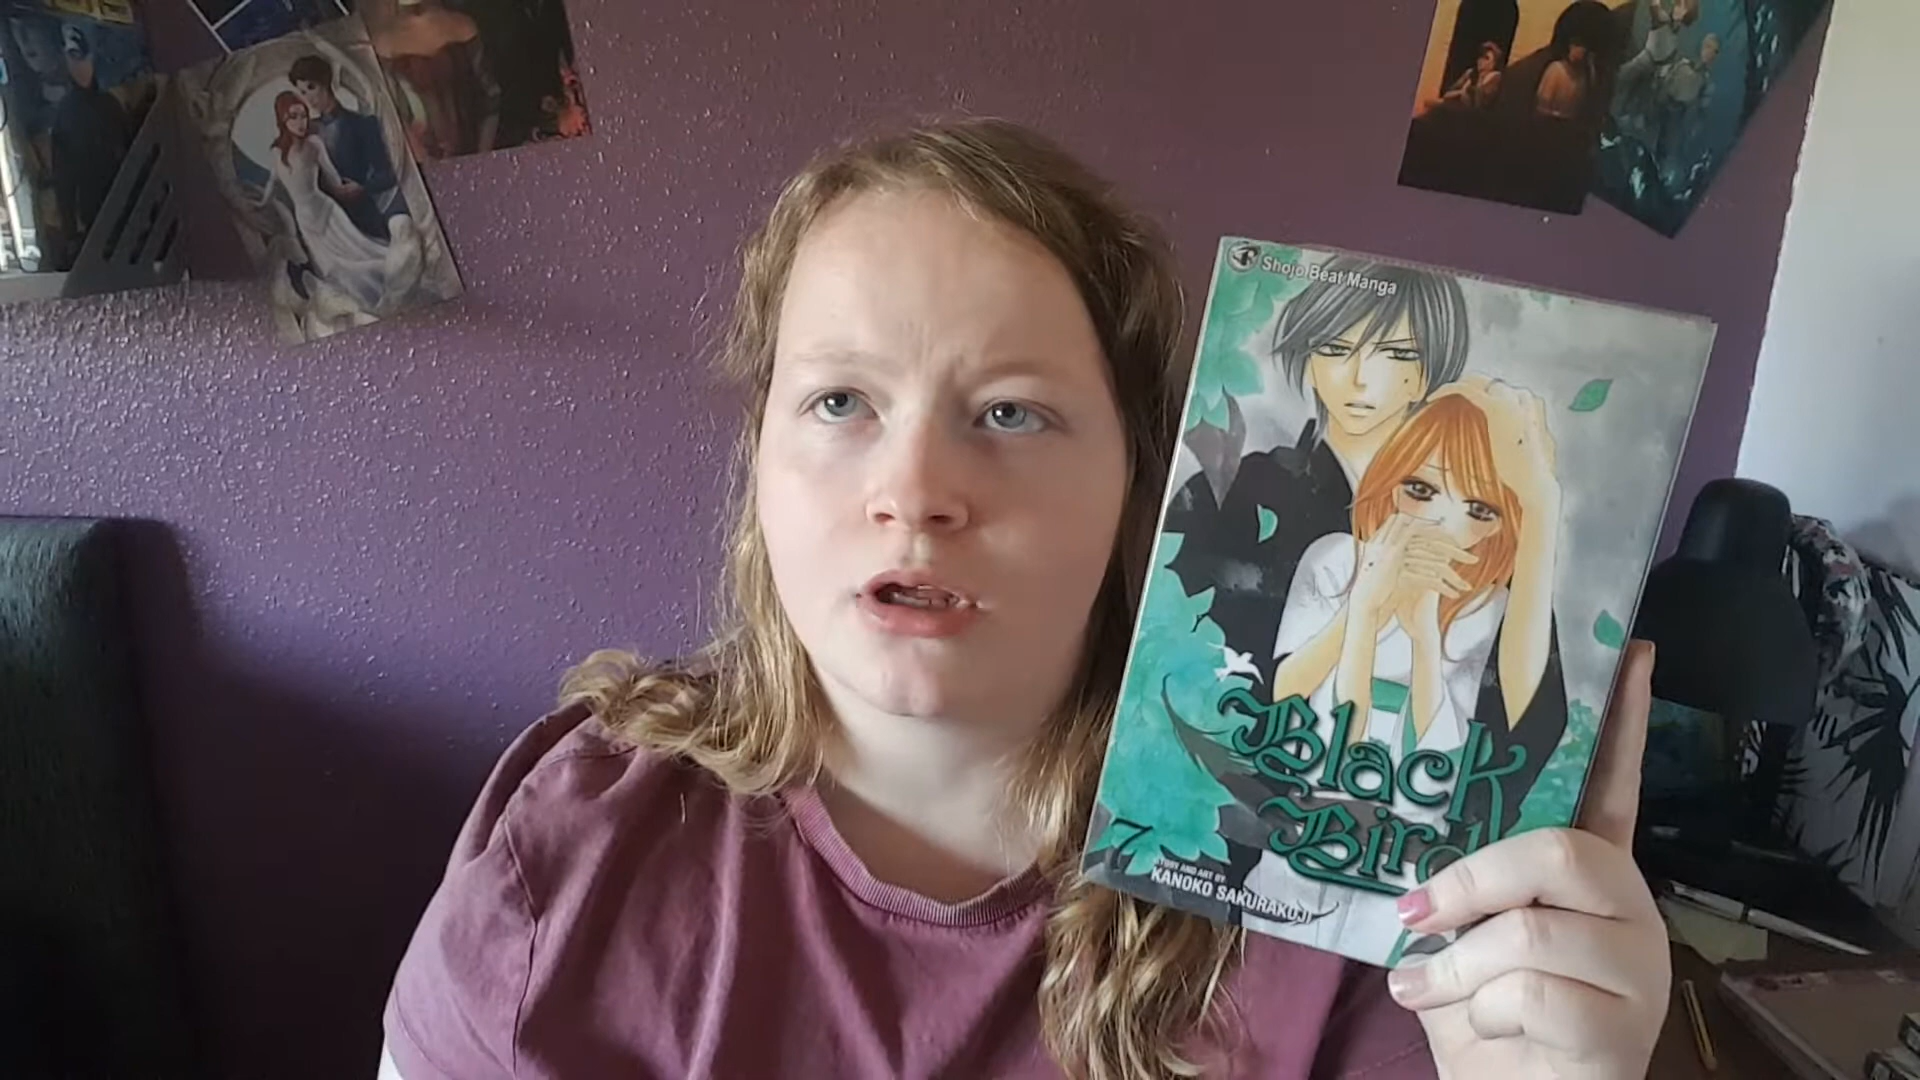 Shojo Beat Manga
Black
Bird
7
STORY AND ART BY
KANOKO SAKURAKOJI